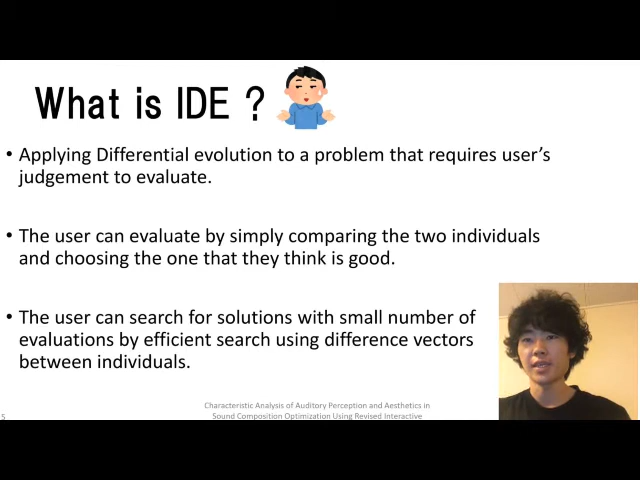 What is IDE ?
• Applying Differential evolution to a problem that requires user's
judgement to evaluate.
• The user can evaluate by simply comparing the two individuals
and choosing the one that they think is good.
• The user can search for solutions with small number of
evaluations by efficient search using difference vectors
between individuals.
Characteristic Analysis of Auditory Perception and Aesthetics in
Sound Composition Optimization Using Revised Interactive
5